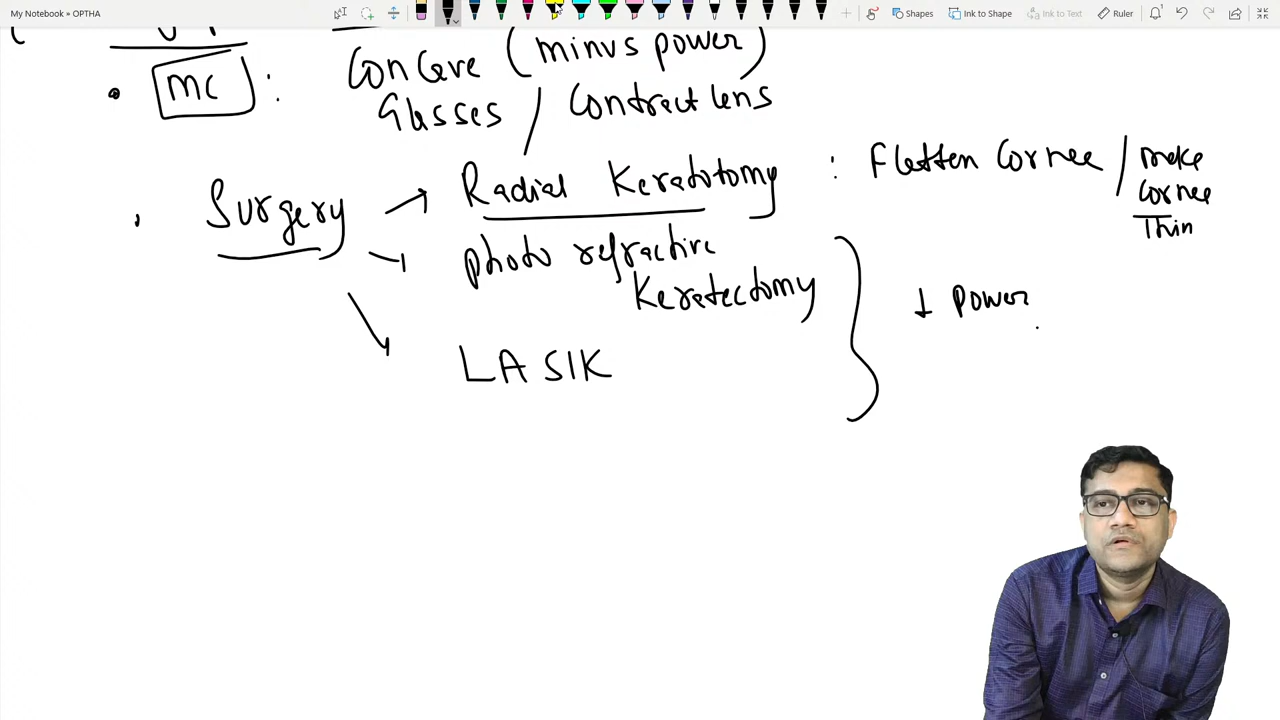 My Notebook » OPTHA
Shapes
Ink to Shape
Ink to Text
Ruler
• MC : Concave (minus power)
Glasses / Contract lens
Surgery → Radial Keratotomy : Flatten Cornea / make
Cornea
Thin
photo refractive
Keratectomy
↓ Power
LASIK